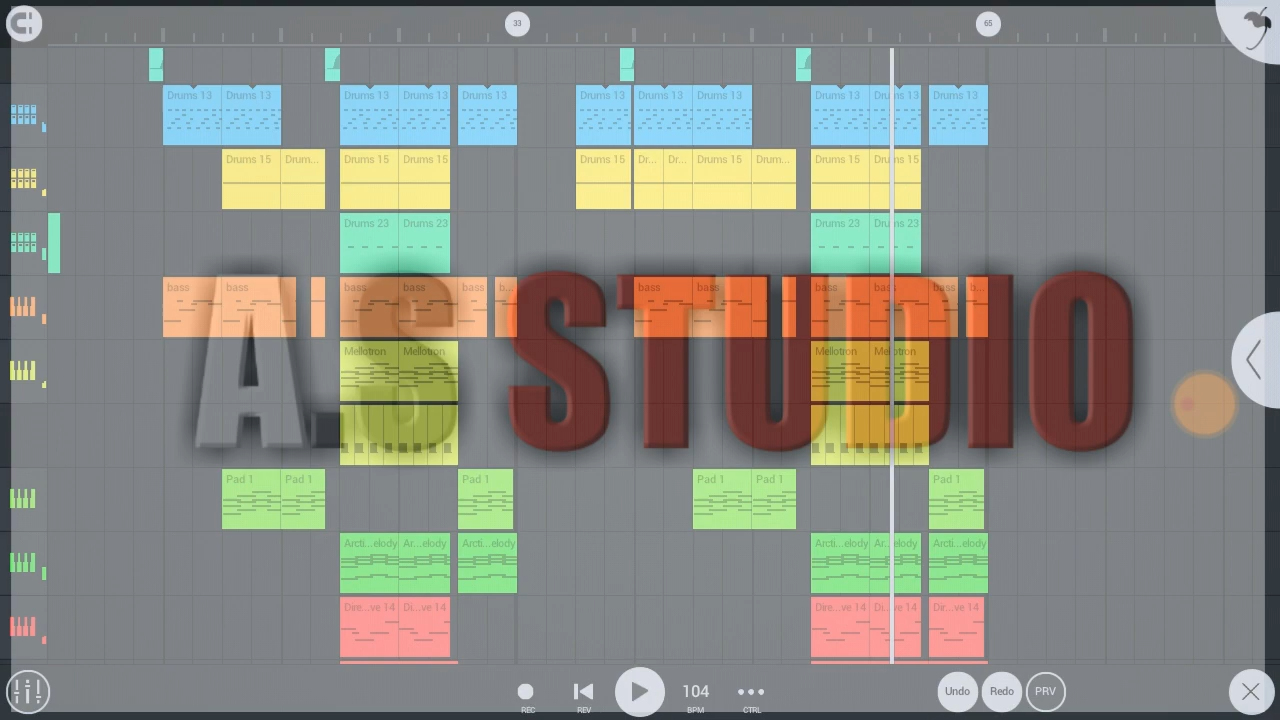 33 65
Drums 13 Drums 13 Drums 13 Drums 13 Drums 13 Drums 13 Drums 13 Drums 13 Drums 13 Drums 13 Drums 13
Drums 15 Drum... Drums 15 Drums 15 Drums 15 Dr... Dr... Drums 15 Drum... Drums 15 Drums 15
Drums 23 Drums 23 Drums 23 Drums 23
bass bass bass bass bass b... bass bass bass bass bass b...
A.S STUDIO
Mellotron Mellotron Mellotron Mellotron
Pad 1 Pad 1 Pad 1 Pad 1 Pad 1 Pad 1
Arcti...elody Ar...elody Arcti...elody Arcti...elody Ar...elody Arcti...elody
Dire...ve 14 Di...ve 14 Dire...ve 14 Di...ve 14 Dir...ve 14
104 Undo Redo PRV
REC REV BPM CTRL